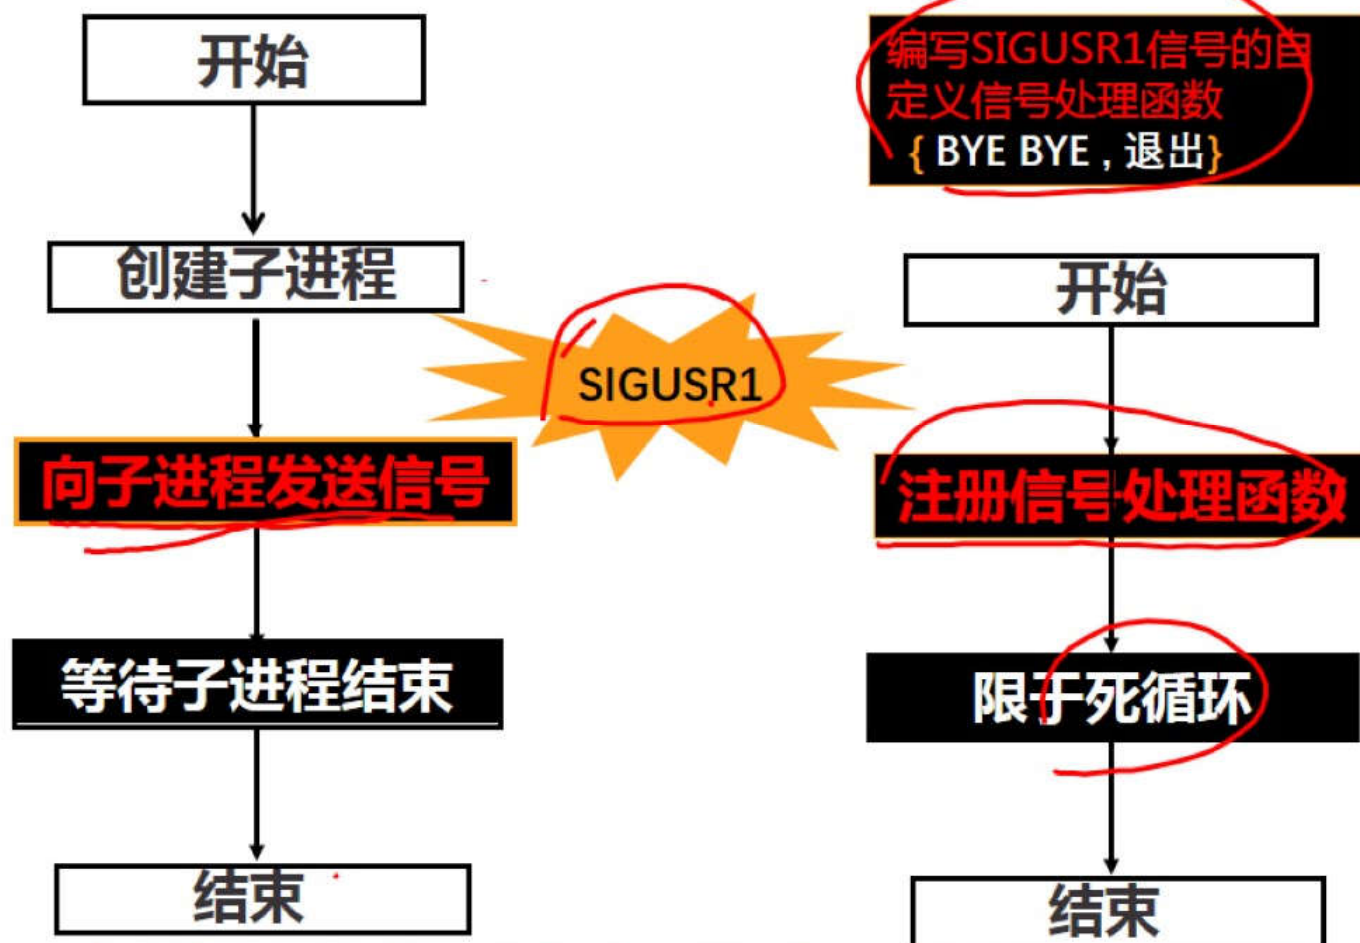 开始
创建子进程
向子进程发送信号
等待子进程结束
结束
SIGUSR1
编写SIGUSR1信号的自
定义信号处理函数
{ BYE BYE , 退出}
开始
注册信号处理函数
限于死循环
结束